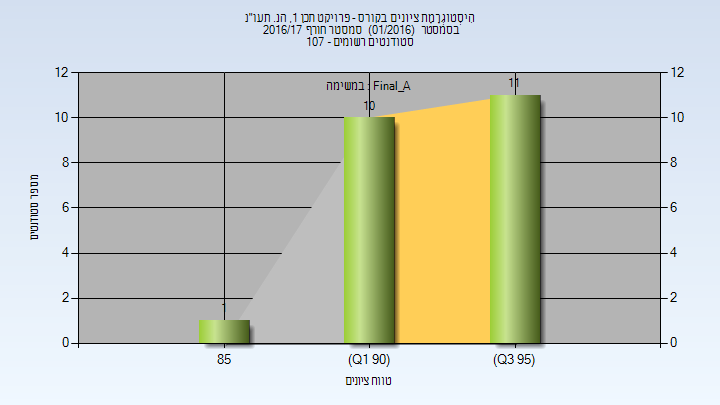 היסטוגרמת ציונים בקורס - פרויקט תכן 1, הנ. תעו"נ
בסמסטר (01/2016) סמסטר חורף 2016/17
סטודנטים רשומים - 107
במשימה : Final_A
12 12
11
10 10 10
8 8
6 6
4 4
2 2
1
0 0
מספר סטודנטים
85 (Q1 90) (Q3 95)
טווח ציונים